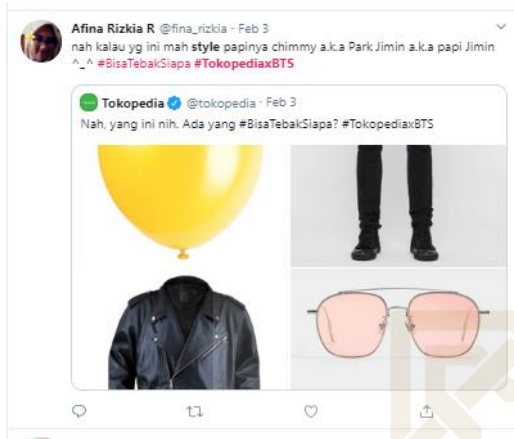 Afina Rizkia R @fina_rizkia · Feb 3
nah kalau yg ini mah style papinya chimmy a.k.a Park Jimin a.k.a papi Jimin
^_^ #BisaTebakSiapa #TokopediaxBTS
Tokopedia @tokopedia · Feb 3
Nah, yang ini nih. Ada yang #BisaTebakSiapa? #TokopediaxBTS